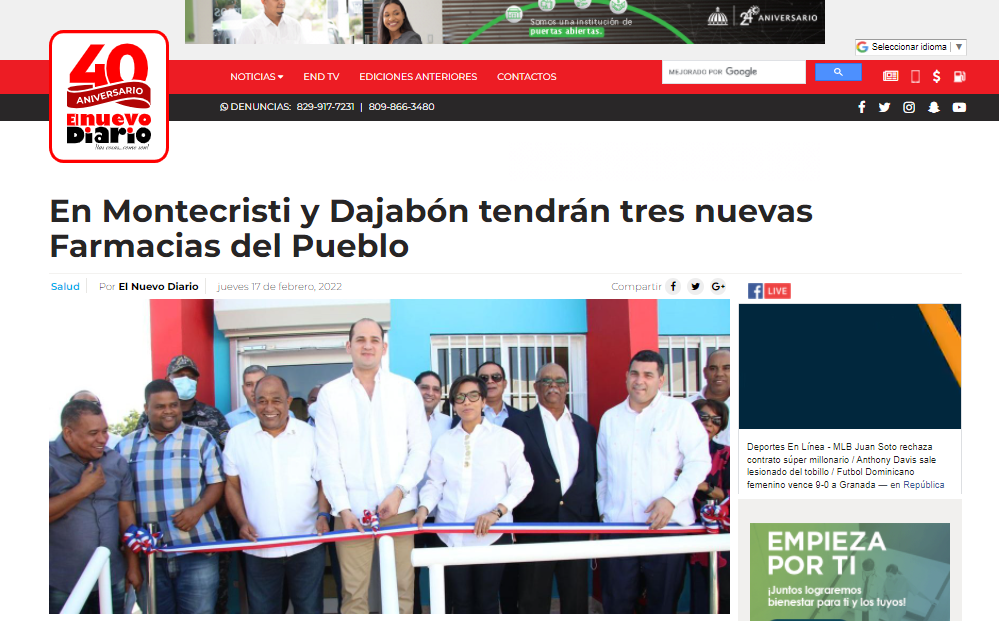 Somos una institución de
puertas abiertas.
24 ANIVERSARIO
Seleccionar idioma ▼
40
ANIVERSARIO
El nuevo
Diario
NOTICIAS
END TV
EDICIONES ANTERIORES
CONTACTOS
MEJORADO POR Google
DENUNCIAS: 829-917-7231 | 809-866-3480
En Montecristi y Dajabón tendrán tres nuevas
Farmacias del Pueblo
Salud
Por El Nuevo Diario
jueves 17 de febrero, 2022
Compartir
G+
LIVE
Deportes En Línea - MLB Juan Soto rechaza
contrato súper millonario / Anthony Davis sale
lesionado del tobillo / Futbol Dominicano
femenino vence 9-0 a Granada — en República
EMPIEZA
POR TI
¡Juntos lograremos
bienestar para ti y los tuyos!